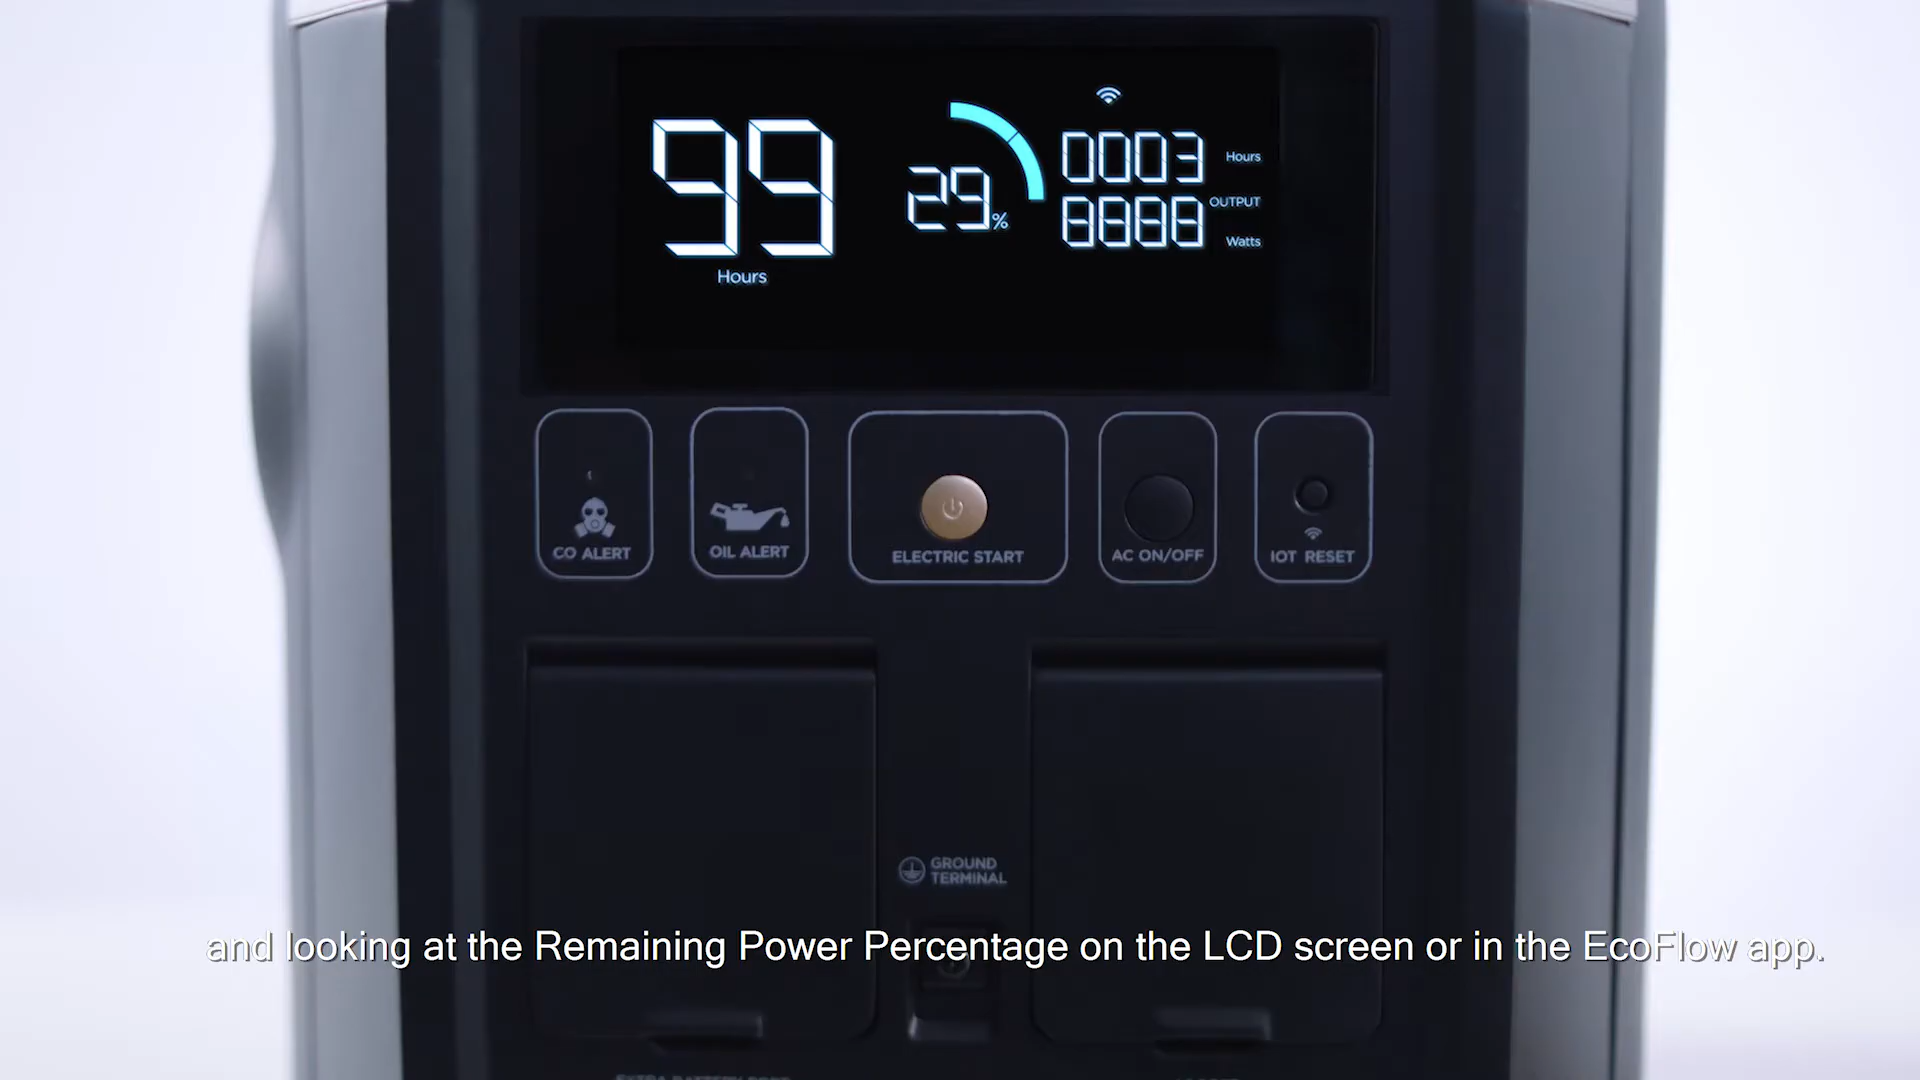 99
Hours
29%
0003 Hours
OUTPUT
8888 Watts
CO ALERT
OIL ALERT
ELECTRIC START
AC ON/OFF
IOT RESET
GROUND
TERMINAL
and looking at the Remaining Power Percentage on the LCD screen or in the EcoFlow app.